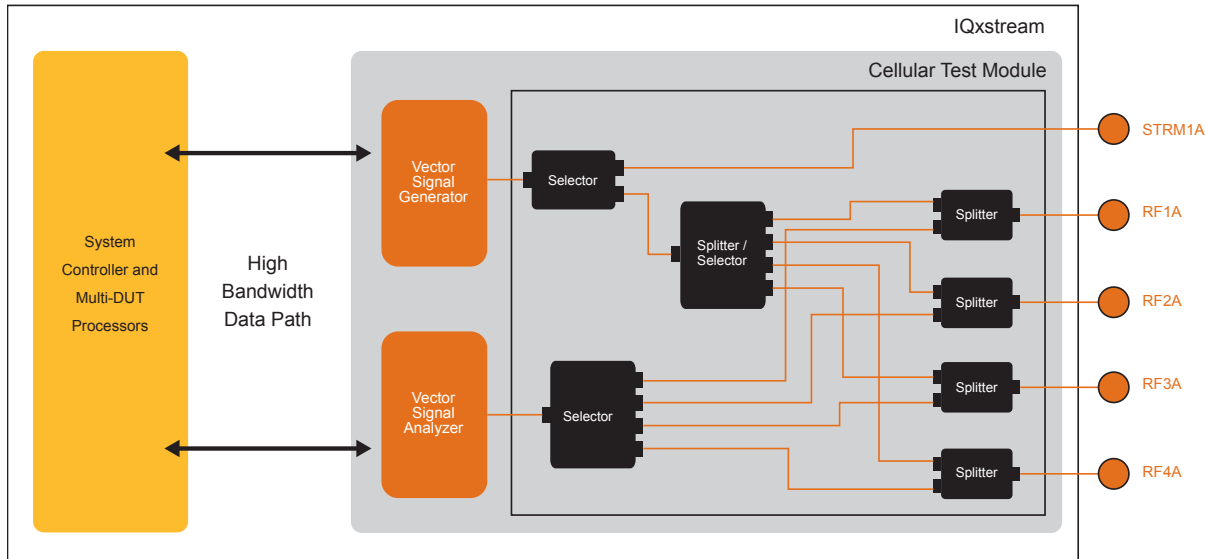 IQxstream
Cellular Test Module
System
Controller and
Multi-DUT
Processors
High
Bandwidth
Data Path
Vector
Signal
Generator
Vector
Signal
Analyzer
Selector
Splitter /
Selector
Selector
Splitter
Splitter
Splitter
Splitter
STRM1A
RF1A
RF2A
RF3A
RF4A